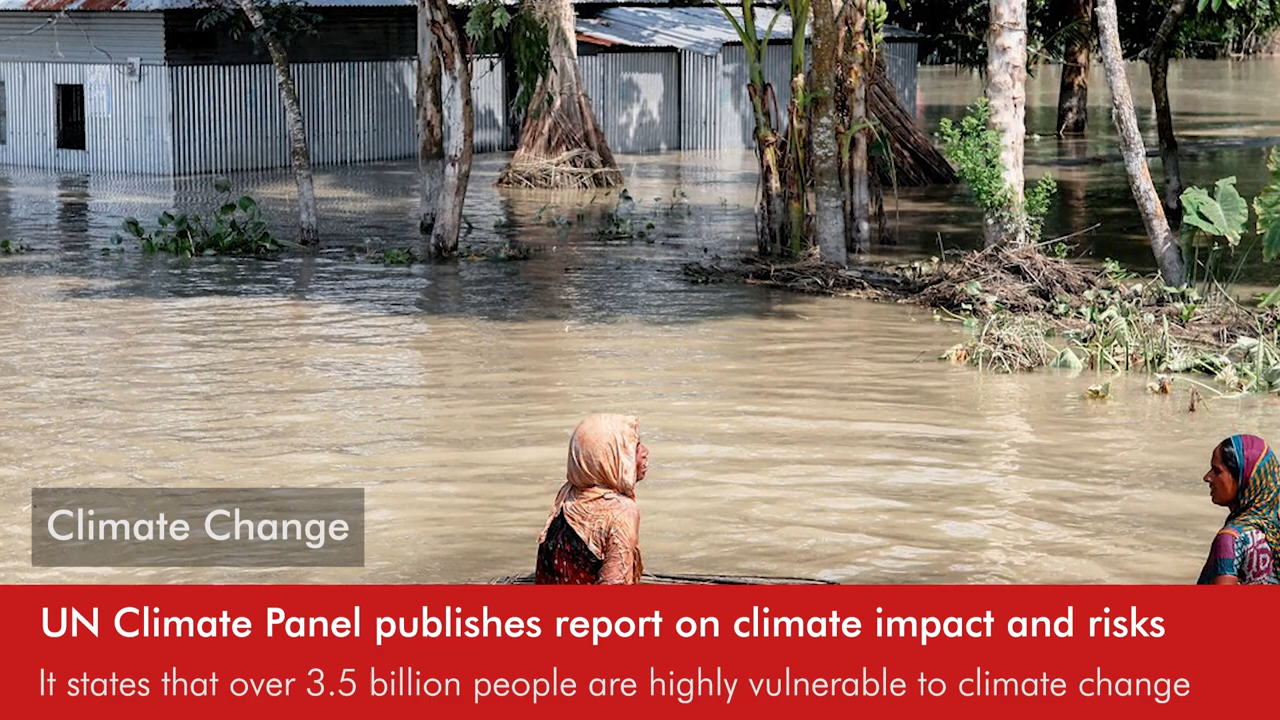 Climate Change
UN Climate Panel publishes report on climate impact and risks
It states that over 3.5 billion people are highly vulnerable to climate change